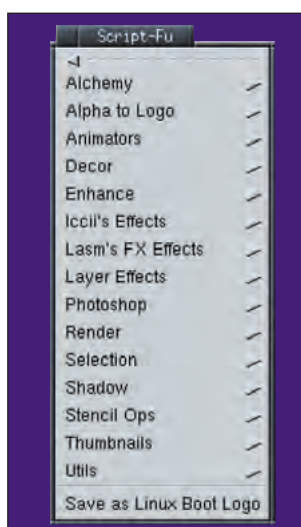 Script-Fu
Alchemy
Alpha to Logo
Animators
Decor
Enhance
Iccii's Effects
Lasm's FX Effects
Layer Effects
Photoshop
Render
Selection
Shadow
Stencil Ops
Thumbnails
Utils
Save as Linux Boot Logo